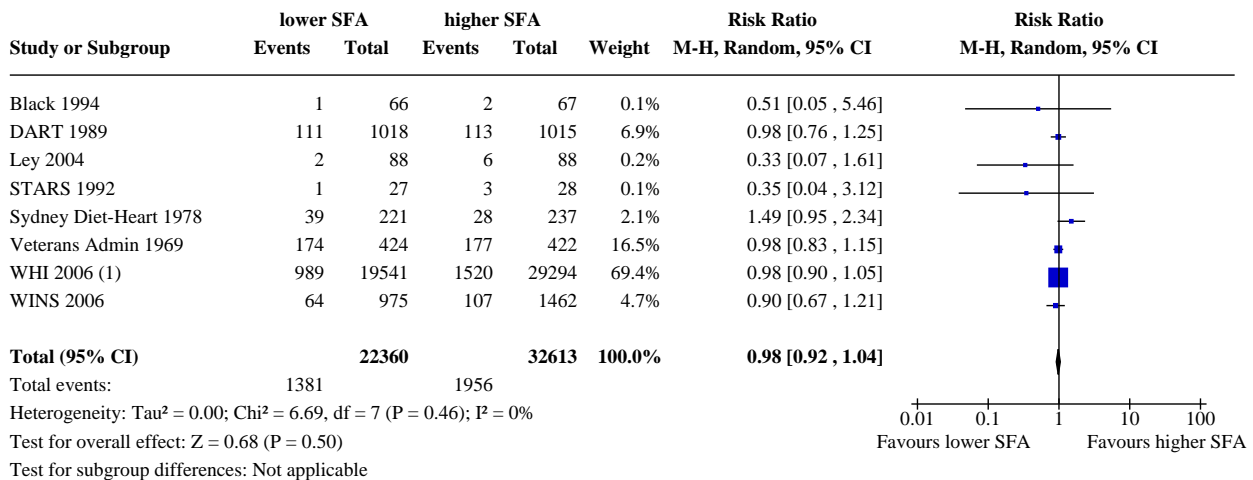 lower SFA higher SFA Risk Ratio Risk Ratio
Study or Subgroup Events Total Events Total Weight M-H, Random, 95% CI M-H, Random, 95% CI
Black 1994 1 66 2 67 0.1% 0.51 [0.05 , 5.46]
DART 1989 111 1018 113 1015 6.9% 0.98 [0.76 , 1.25]
Ley 2004 2 88 6 88 0.2% 0.33 [0.07 , 1.61]
STARS 1992 1 27 3 28 0.1% 0.35 [0.04 , 3.12]
Sydney Diet-Heart 1978 39 221 28 237 2.1% 1.49 [0.95 , 2.34]
Veterans Admin 1969 174 424 177 422 16.5% 0.98 [0.83 , 1.15]
WHI 2006 (1) 989 19541 1520 29294 69.4% 0.98 [0.90 , 1.05]
WINS 2006 64 975 107 1462 4.7% 0.90 [0.67 , 1.21]
Total (95% CI) 22360 32613 100.0% 0.98 [0.92 , 1.04]
Total events: 1381 1956
Heterogeneity: Tau² = 0.00; Chi² = 6.69, df = 7 (P = 0.46); I² = 0%
0.01 0.1 1 10 100
Test for overall effect: Z = 0.68 (P = 0.50)
Favours lower SFA Favours higher SFA
Test for subgroup differences: Not applicable